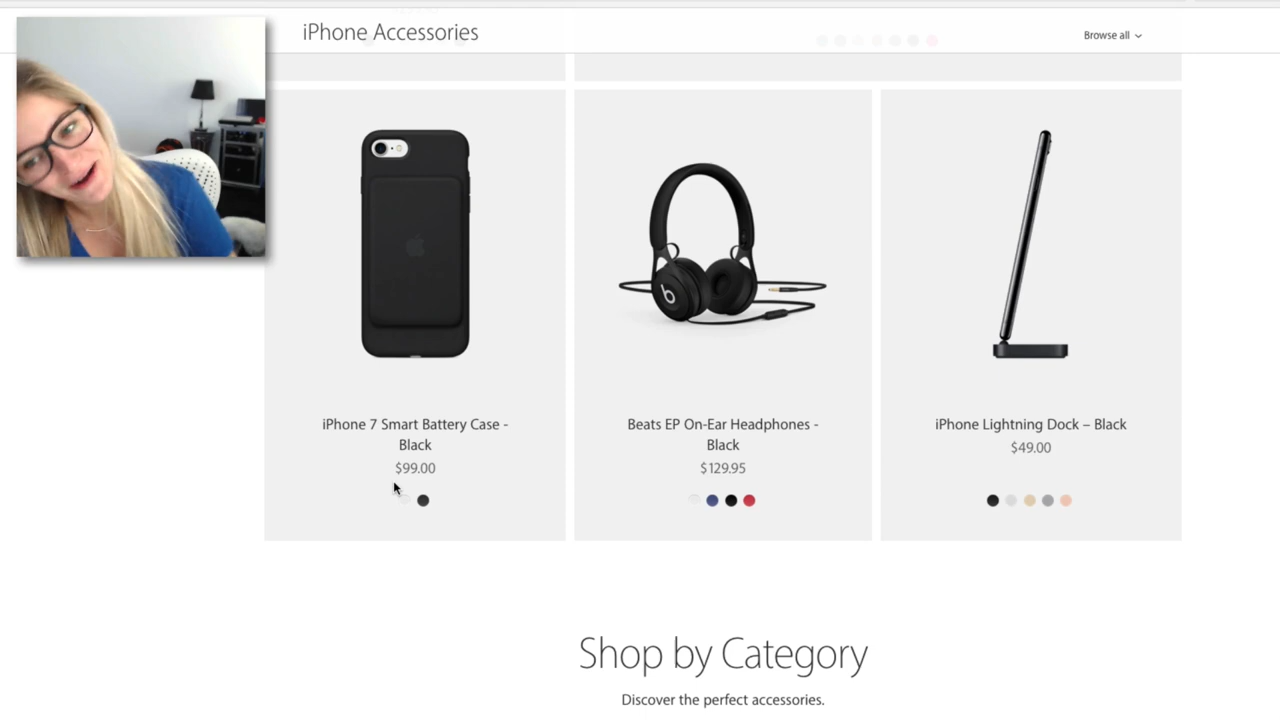 iPhone Accessories
Browse all
iPhone 7 Smart Battery Case -
Black
$99.00
Beats EP On-Ear Headphones -
Black
$129.95
iPhone Lightning Dock – Black
$49.00
Shop by Category
Discover the perfect accessories.